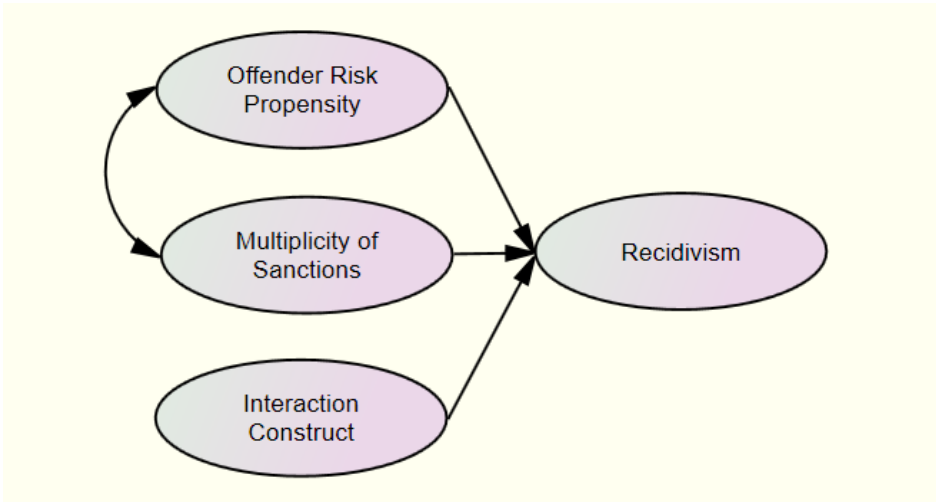 Offender Risk
Propensity
Multiplicity of
Sanctions
Recidivism
Interaction
Construct